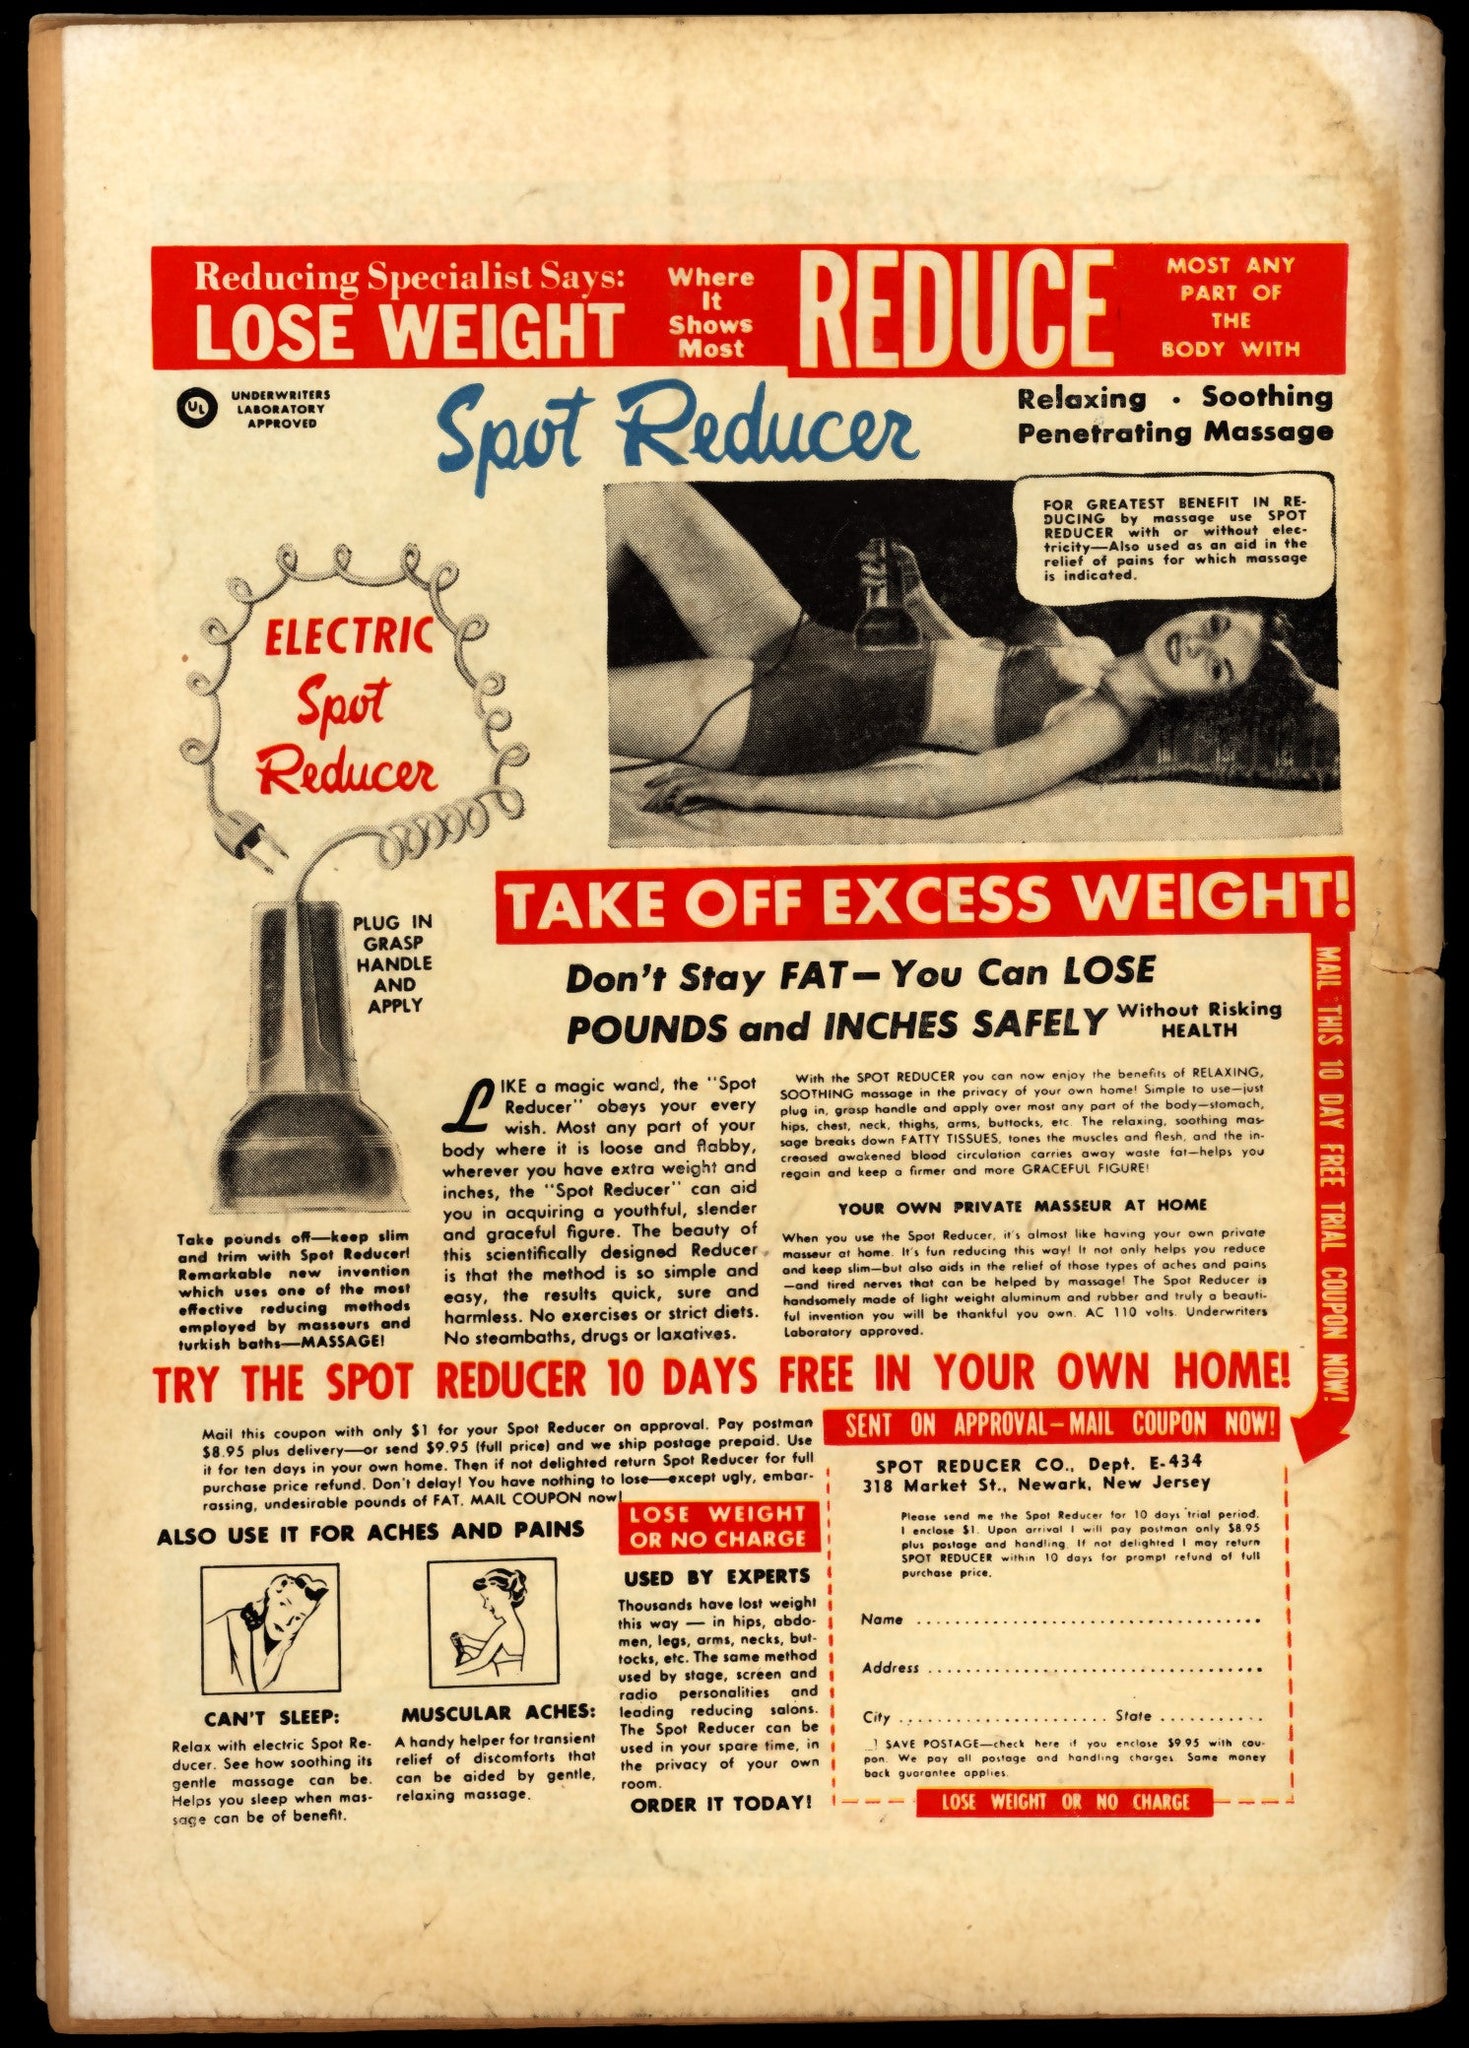 Reducing Specialist Says:
LOSE WEIGHT
Where
It
Shows
Most
REDUCE
MOST ANY
PART OF
THE
BODY WITH
UL
UNDERWRITERS
LABORATORY
APPROVED
Spot Reducer
Relaxing • Soothing
Penetrating Massage
FOR GREATEST BENEFIT IN RE-
DUCING by massage use SPOT
REDUCER with or without elec-
tricity—Also used as an aid in the
relief of pains for which massage
is indicated.
ELECTRIC
Spot
Reducer
PLUG IN
GRASP
HANDLE
AND
APPLY
TAKE OFF EXCESS WEIGHT!
Don't Stay FAT—You Can LOSE
POUNDS and INCHES SAFELY Without Risking
HEALTH
MAIL THIS 10 DAY FREE TRIAL COUPON NOW!
Take pounds off—keep slim
and trim with Spot Reducer!
Remarkable new invention
which uses one of the most
effective reducing methods
employed by masseurs and
turkish baths—MASSAGE!
LIKE a magic wand, the "Spot
Reducer" obeys your every
wish. Most any part of your
body where it is loose and flabby,
wherever you have extra weight and
inches, the "Spot Reducer" can aid
you in acquiring a youthful, slender
and graceful figure. The beauty of
this scientifically designed Reducer
is that the method is so simple and
easy, the results quick, sure and
harmless. No exercises or strict diets.
No steambaths, drugs or laxatives.
With the SPOT REDUCER you can now enjoy the benefits of RELAXING,
SOOTHING massage in the privacy of your own home! Simple to use—just
plug in, grasp handle and apply over most any part of the body—stomach,
hips, chest, neck, thighs, arms, buttocks, etc. The relaxing, soothing mas-
sage breaks down FATTY TISSUES, tones the muscles and flesh, and the in-
creased awakened blood circulation carries away waste fat—helps you
regain and keep a firmer and more GRACEFUL FIGURE!
YOUR OWN PRIVATE MASSEUR AT HOME
When you use the Spot Reducer, it's almost like having your own private
masseur at home. It's fun reducing this way! It not only helps you reduce
and keep slim—but also aids in the relief of those types of aches and pains
—and tired nerves that can be helped by massage! The Spot Reducer is
handsomely made of light weight aluminum and rubber and truly a beauti-
ful invention you will be thankful you own. AC 110 volts. Underwriters
Laboratory approved.
TRY THE SPOT REDUCER 10 DAYS FREE IN YOUR OWN HOME!
Mail this coupon with only $1 for your Spot Reducer on approval. Pay postman
$8.95 plus delivery—or send $9.95 (full price) and we ship postage prepaid. Use
it for ten days in your own home. Then if not delighted return Spot Reducer for full
purchase price refund. Don't delay! You have nothing to lose—except ugly, embar-
rassing, undesirable pounds of FAT. MAIL COUPON now!
ALSO USE IT FOR ACHES AND PAINS
CAN'T SLEEP:
Relax with electric Spot Re-
ducer. See how soothing its
gentle massage can be.
Helps you sleep when mas-
sage can be of benefit.
MUSCULAR ACHES:
A handy helper for transient
relief of discomforts that
can be aided by gentle,
relaxing massage.
LOSE WEIGHT
OR NO CHARGE
USED BY EXPERTS
Thousands have lost weight
this way — in hips, abdo-
men, legs, arms, necks, but-
tocks, etc. The same method
used by stage, screen and
radio personalities and
leading reducing salons.
The Spot Reducer can be
used in your spare time, in
the privacy of your own
room.
ORDER IT TODAY!
SENT ON APPROVAL—MAIL COUPON NOW!
SPOT REDUCER CO., Dept. E-434
318 Market St., Newark, New Jersey
Please send me the Spot Reducer for 10 days trial period.
I enclose $1. Upon arrival I will pay postman only $8.95
plus postage and handling. If not delighted I may return
SPOT REDUCER within 10 days for prompt refund of full
purchase price.
Name ....................................
Address ..................................
City ...................... State ...........
SAVE POSTAGE—check here if you enclose $9.95 with cou-
pon. We pay all postage and handling charges. Same money
back guarantee applies.
LOSE WEIGHT OR NO CHARGE